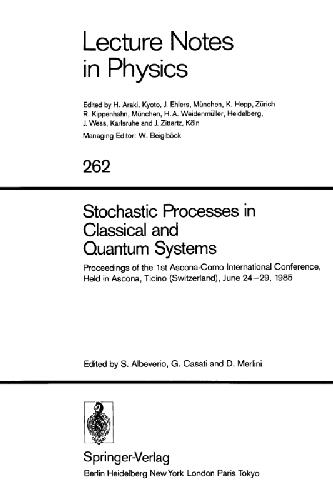 Lecture Notes
in Physics
Edited by H. Araki, Kyoto, J. Ehlers, München, K. Hepp, Zürich
R. Kippenhahn, München, H. A. Weidenmüller, Heidelberg,
J. Wess, Karlsruhe and J. Zittartz, Köln
Managing Editor: W. Beiglböck
262
Stochastic Processes in
Classical and
Quantum Systems
Proceedings of the 1st Ascona-Como International Conference,
Held in Ascona, Ticino (Switzerland), June 24–29, 1985
Edited by S. Albeverio, G. Casati and D. Merlini
Springer-Verlag
Berlin Heidelberg New York London Paris Tokyo